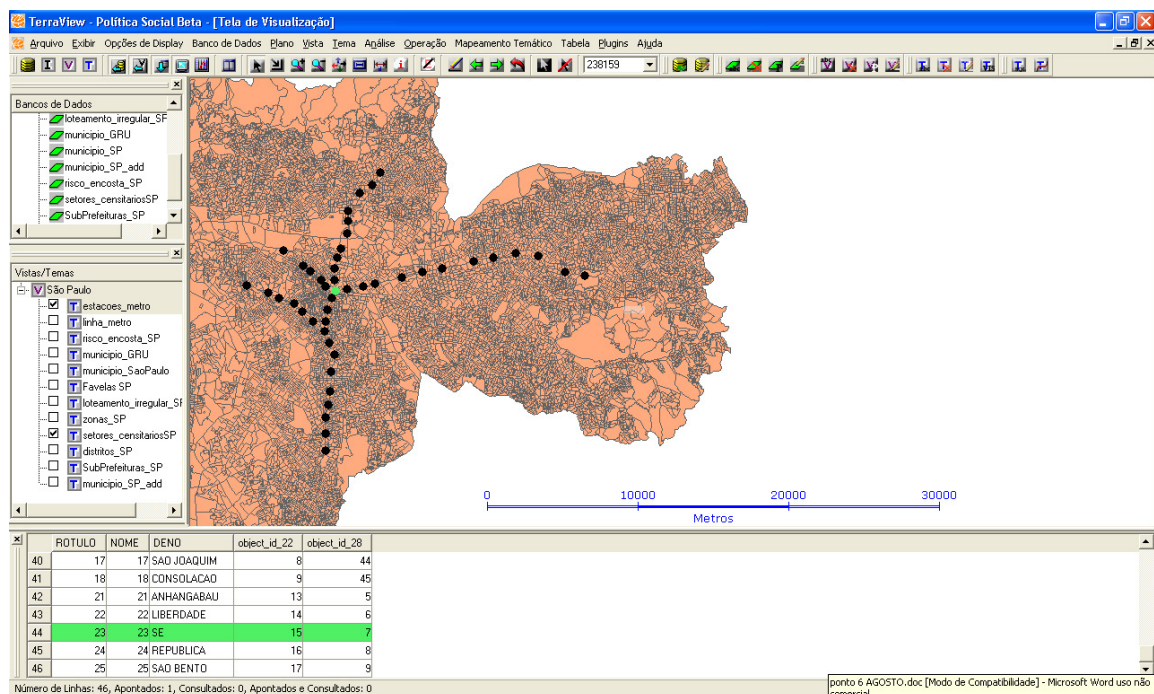 TerraView - Política Social Beta - [Tela de Visualização]
Arquivo Exibir Opções de Display Banco de Dados Plano Vista Tema Análise Operação Mapeamento Temático Tabela Plugins Ajuda
238159
Bancos de Dados
loteamento_irregular_SF
municipio_GRU
municipio_SP
municipio_SP_add
risco_encosta_SP
setores_censitariosSP
SubPrefeituras_SP
Vistas/Temas
São Paulo
estacoes_metro
linha_metro
risco_encosta_SP
municipio_GRU
municipio_SaoPaulo
Favelas SP
loteamento_irregular_SF
zonas_SP
setores_censitariosSP
distritos_SP
SubPrefeituras_SP
municipio_SP_add
0 10000 20000 30000
Metros
ROTULO NOME DENO object_id_22 object_id_28
40 17 17 SAO JOAQUIM 8 44
41 18 18 CONSOLACAO 9 45
42 21 21 ANHANGABAU 13 5
43 22 22 LIBERDADE 14 6
44 23 23 SE 15 7
45 24 24 REPUBLICA 16 8
46 25 25 SAO BENTO 17 9
Número de Linhas: 46, Apontados: 1, Consultados: 0, Apontados e Consultados: 0
ponto 6 AGOSTO.doc [Modo de Compatibilidade] - Microsoft Word uso não
comercial